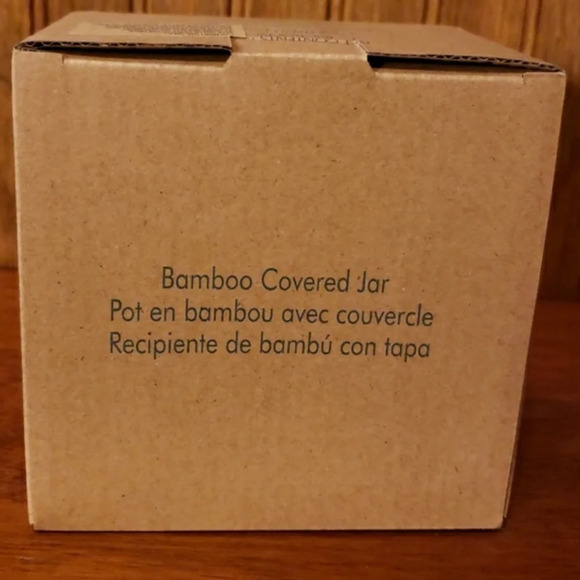 Bamboo Covered Jar
Pot en bambou avec couvercle
Recipiente de bambú con tapa